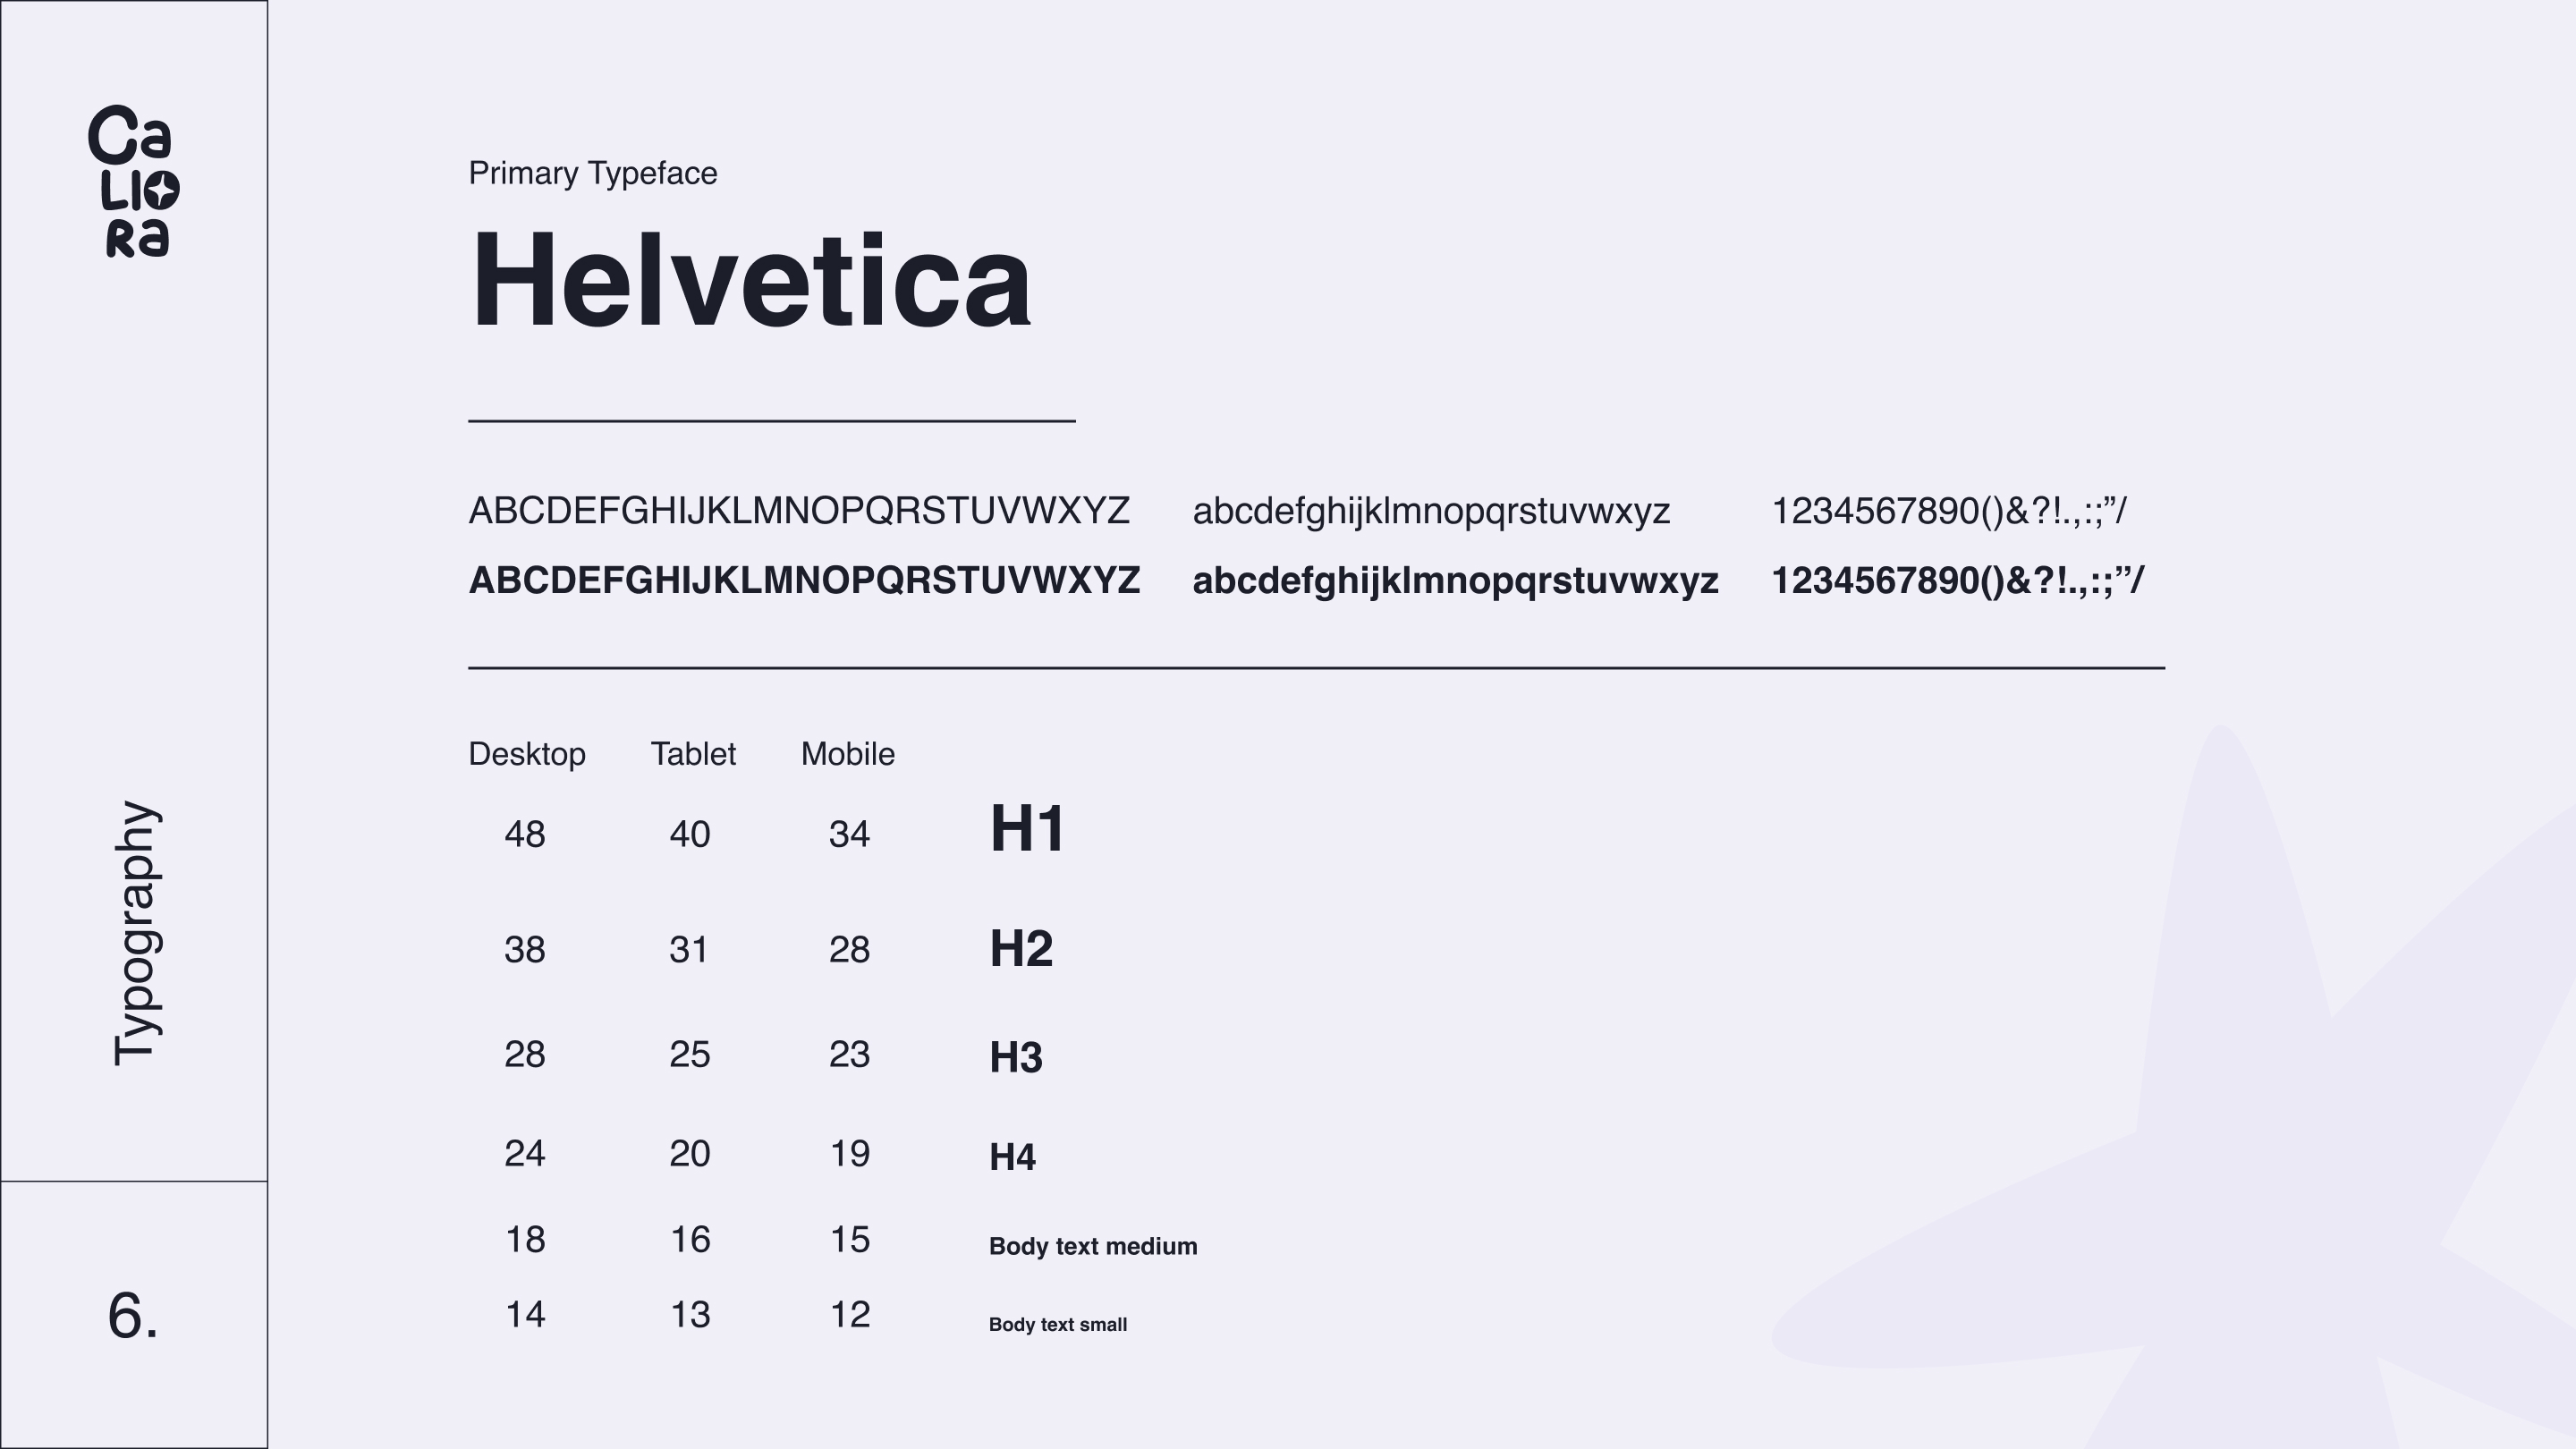 Ca
LIO
Ra
Typography
6.
Primary Typeface
Helvetica
ABCDEFGHIJKLMNOPQRSTUVWXYZ abcdefghijklmnopqrstuvwxyz 1234567890()&?!.,:;”/
ABCDEFGHIJKLMNOPQRSTUVWXYZ abcdefghijklmnopqrstuvwxyz 1234567890()&?!.,:;”/
Desktop Tablet Mobile
48 40 34 H1
38 31 28 H2
28 25 23 H3
24 20 19 H4
18 16 15 Body text medium
14 13 12 Body text small